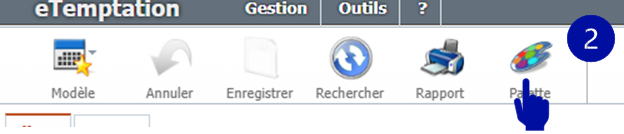 eTemptation Gestion Outils ?
2
Modèle Annuler Enregistrer Rechercher Rapport Palette